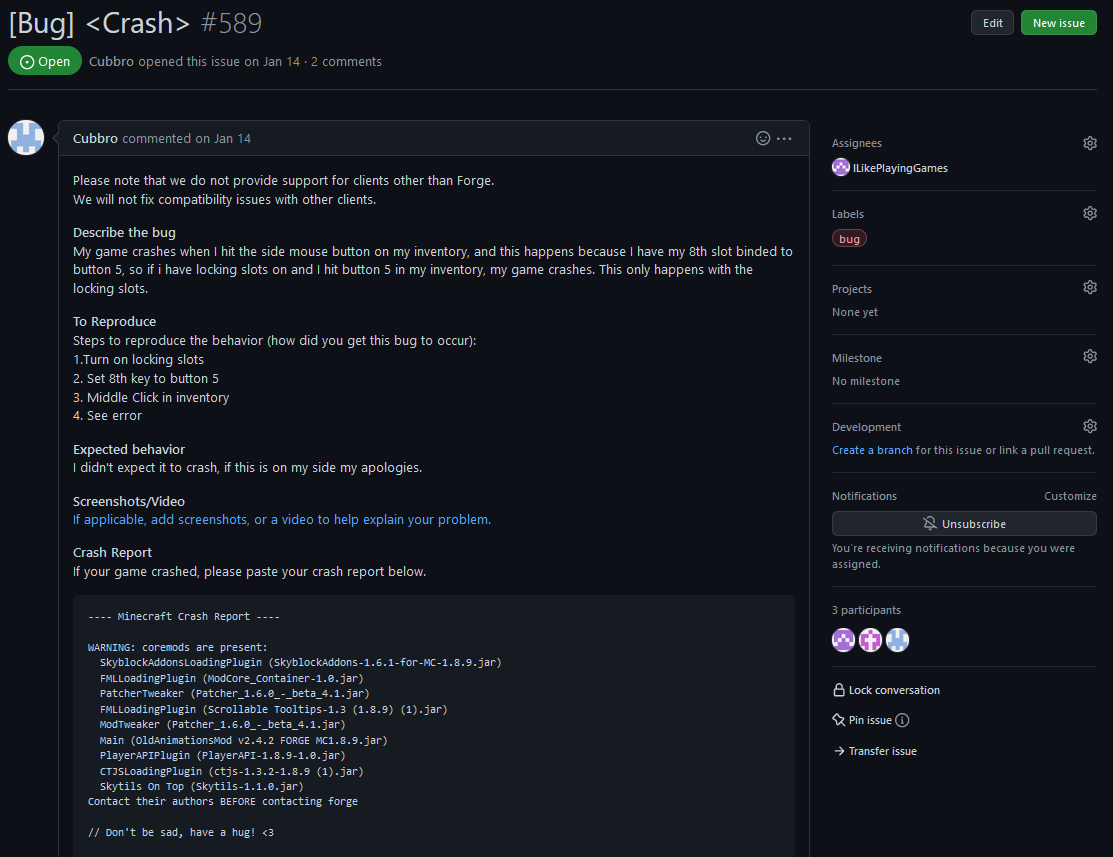 [Bug] <Crash> #589
Edit
New issue
Open
Cubbro opened this issue on Jan 14 · 2 comments
Cubbro commented on Jan 14
Please note that we do not provide support for clients other than Forge.
We will not fix compatibility issues with other clients.
Describe the bug
My game crashes when I hit the side mouse button on my inventory, and this happens because I have my 8th slot binded to
button 5, so if i have locking slots on and I hit button 5 in my inventory, my game crashes. This only happens with the
locking slots.
To Reproduce
Steps to reproduce the behavior (how did you get this bug to occur):
1.Turn on locking slots
2. Set 8th key to button 5
3. Middle Click in inventory
4. See error
Expected behavior
I didn't expect it to crash, if this is on my side my apologies.
Screenshots/Video
If applicable, add screenshots, or a video to help explain your problem.
Crash Report
If your game crashed, please paste your crash report below.
---- Minecraft Crash Report ----
WARNING: coremods are present:
SkyblockAddonsLoadingPlugin (SkyblockAddons-1.6.1-for-MC-1.8.9.jar)
FMLLoadingPlugin (ModCore_Container-1.0.jar)
PatcherTweaker (Patcher_1.6.0_-_beta_4.1.jar)
FMLLoadingPlugin (Scrollable Tooltips-1.3 (1.8.9) (1).jar)
ModTweaker (Patcher_1.6.0_-_beta_4.1.jar)
Main (OldAnimationsMod v2.4.2 FORGE MC1.8.9.jar)
PlayerAPIPlugin (PlayerAPI-1.8.9-1.0.jar)
CTJSLoadingPlugin (ctjs-1.3.2-1.8.9 (1).jar)
Skytils On Top (Skytils-1.1.0.jar)
Contact their authors BEFORE contacting forge
// Don't be sad, have a hug! <3
Assignees
ILikePlayingGames
Labels
bug
Projects
None yet
Milestone
No milestone
Development
Create a branch for this issue or link a pull request.
Notifications
Customize
Unsubscribe
You're receiving notifications because you were
assigned.
3 participants
Lock conversation
Pin issue
Transfer issue